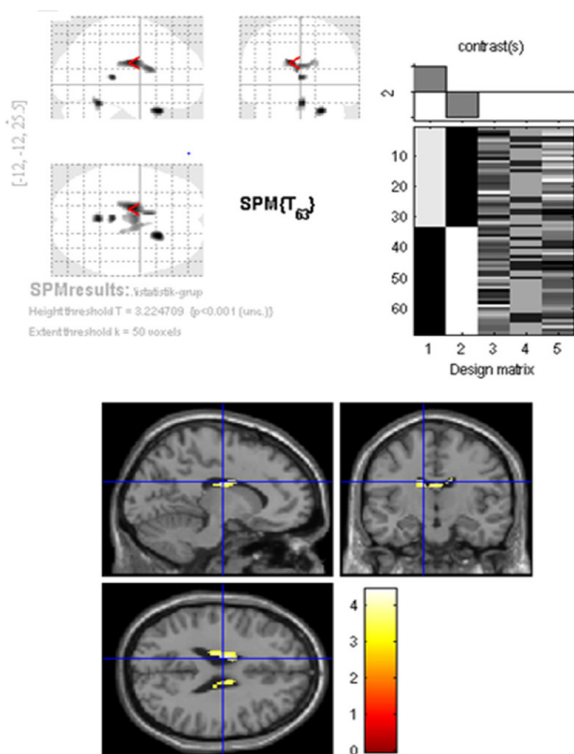 contrast(s)
2
[-12, -12, 25.5]
SPM{T63}
10
20
30
40
50
60
1 2 3 4 5
Design matrix
SPMresults: .\istatistik-grup
Height threshold T = 3.224709 {p<0.001 (unc.)}
Extent threshold k = 50 voxels
4
3
2
1
0